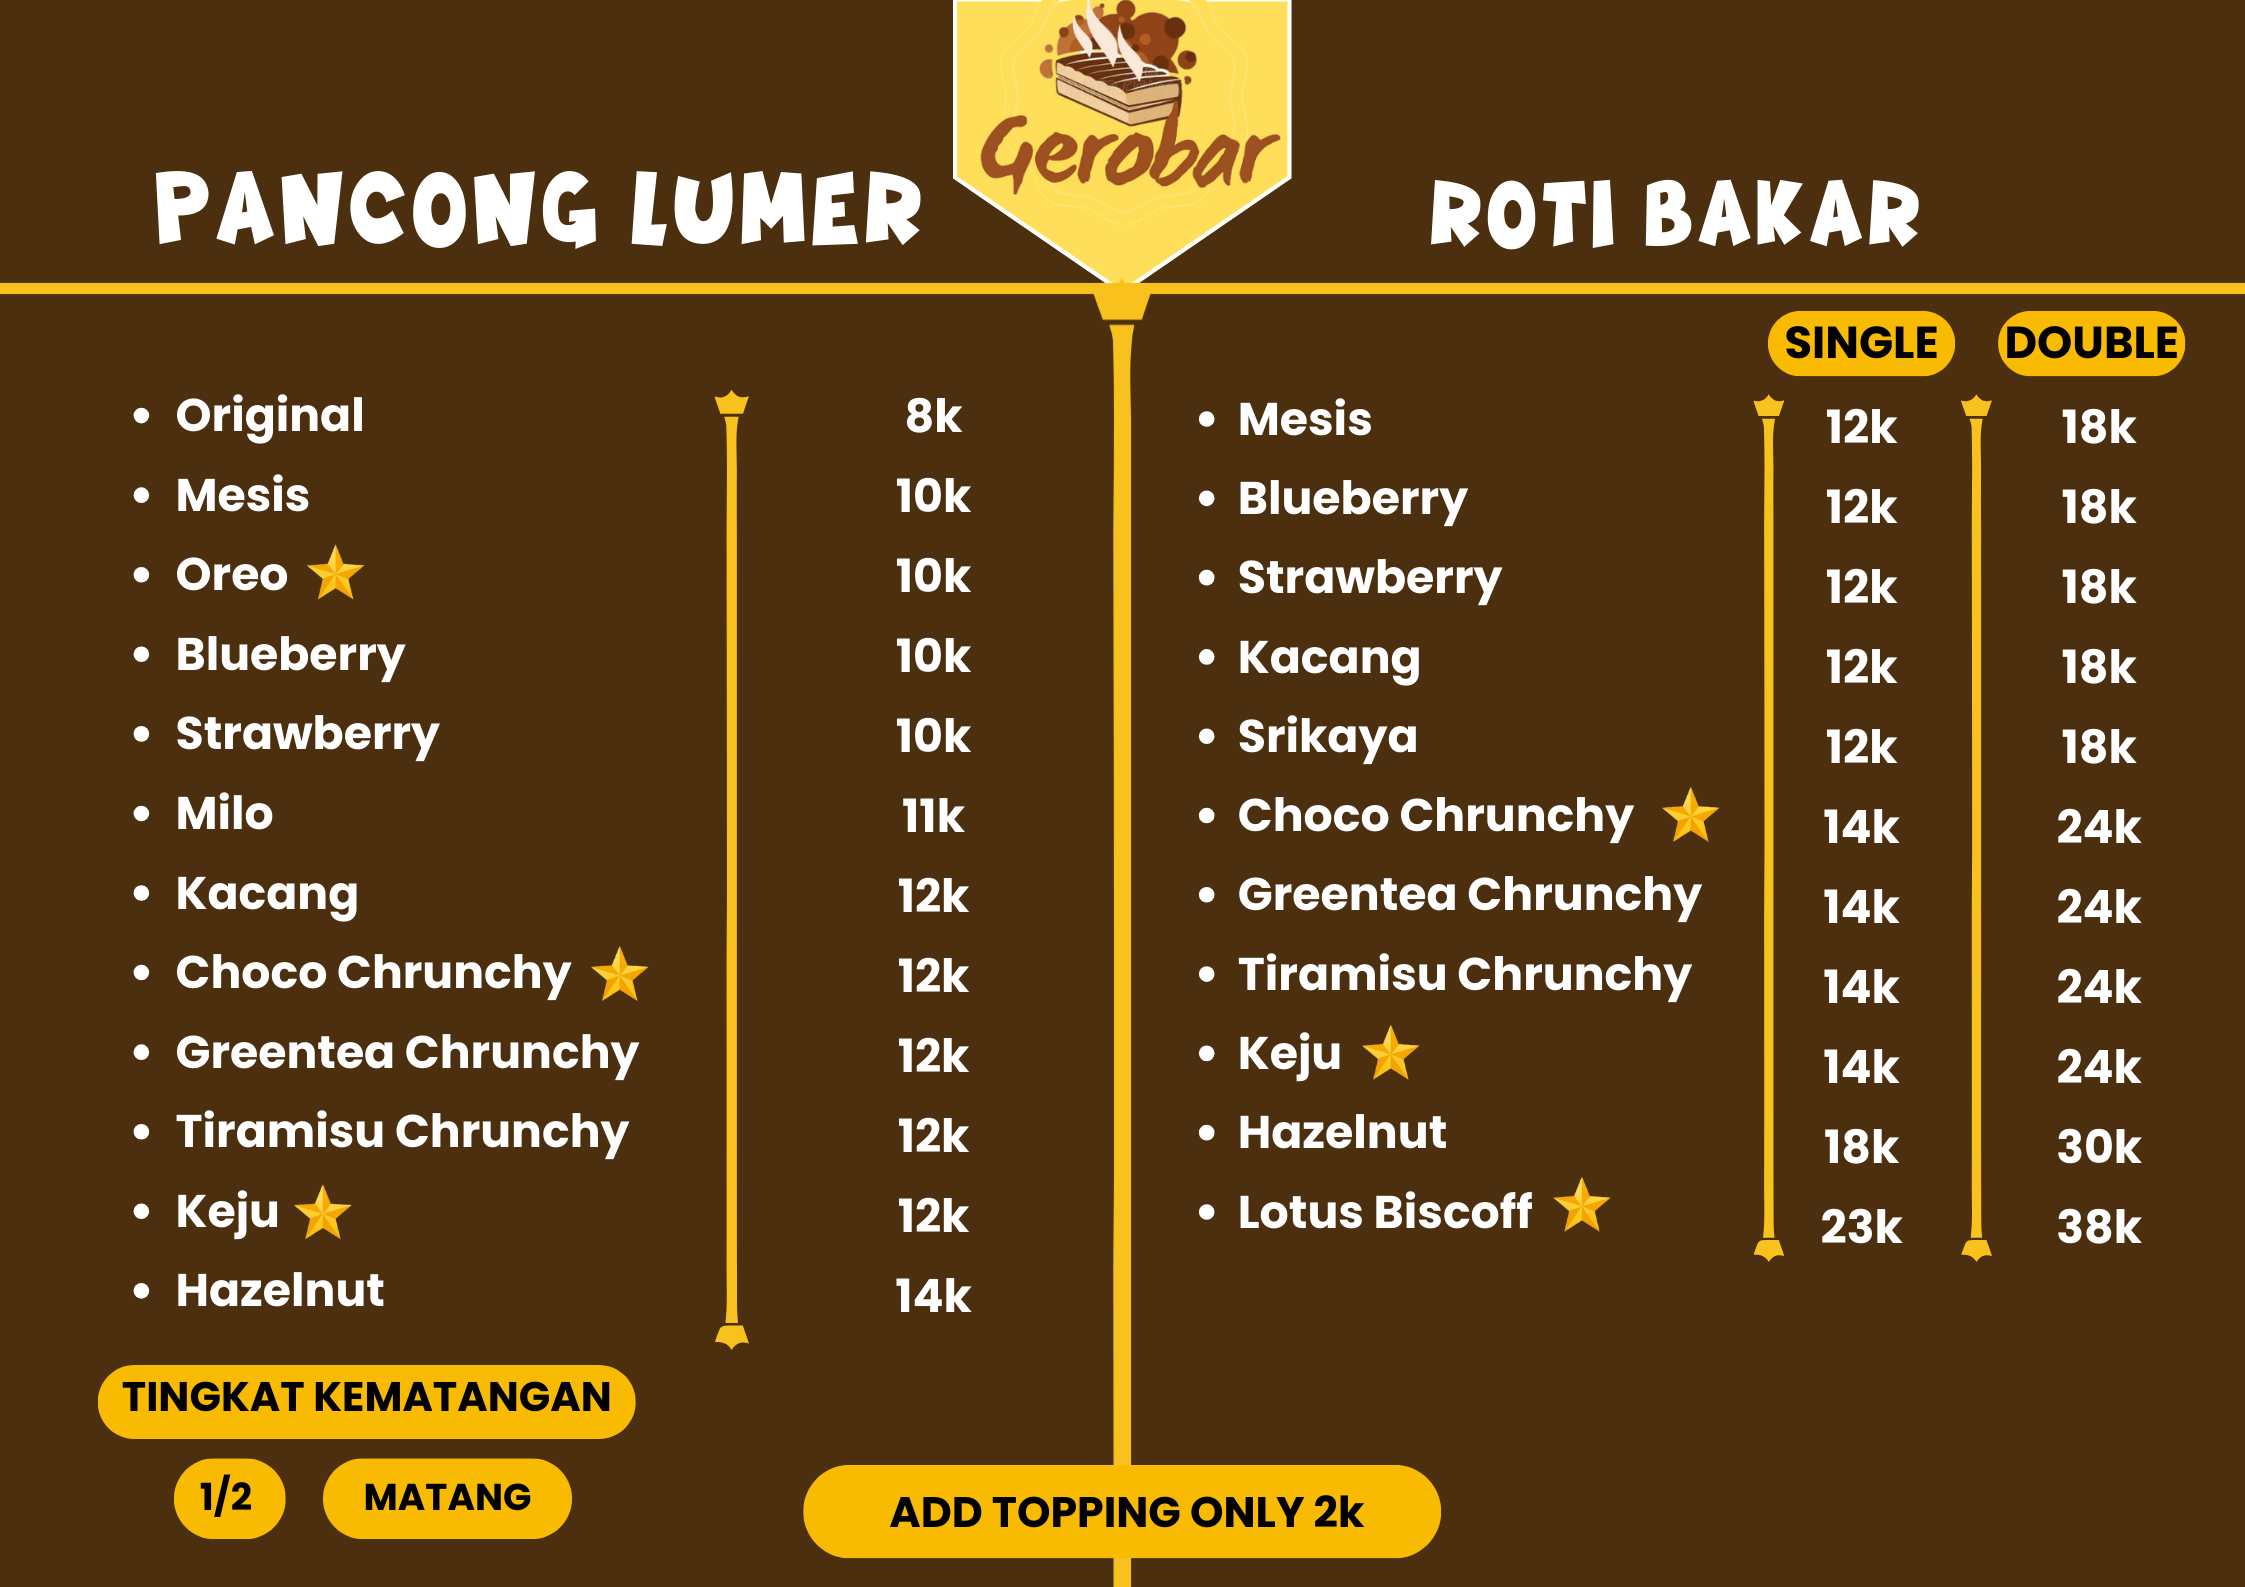 Gerobar
PANCONG LUMER
Original 8k
Mesis 10k
Oreo 10k
Blueberry 10k
Strawberry 10k
Milo 11k
Kacang 12k
Choco Chrunchy 12k
Greentea Chrunchy 12k
Tiramisu Chrunchy 12k
Keju 12k
Hazelnut 14k
TINGKAT KEMATANGAN
1/2 MATANG
ROTI BAKAR
SINGLE DOUBLE
Mesis 12k 18k
Blueberry 12k 18k
Strawberry 12k 18k
Kacang 12k 18k
Srikaya 12k 18k
Choco Chrunchy 14k 24k
Greentea Chrunchy 14k 24k
Tiramisu Chrunchy 14k 24k
Keju 14k 24k
Hazelnut 18k 30k
Lotus Biscoff 23k 38k
ADD TOPPING ONLY 2k